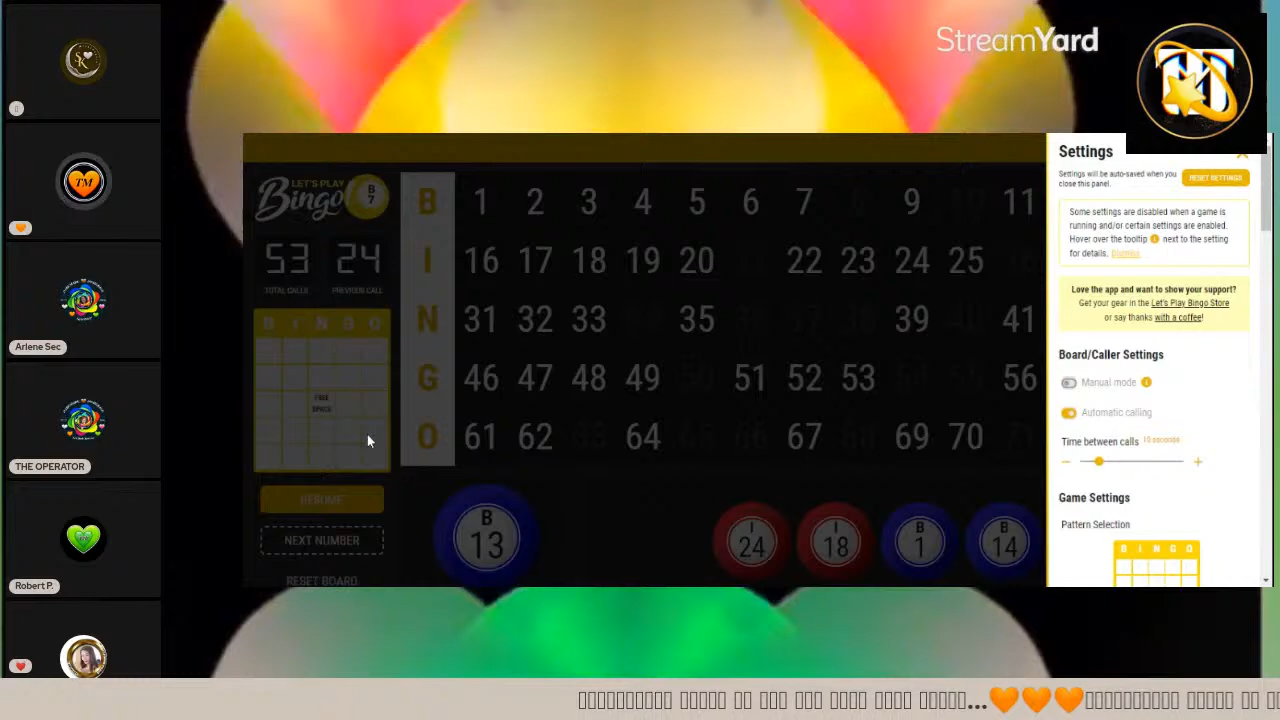 StreamYard
SK
TM
Arlene Sec
THE OPERATOR
Robert P.
LET'S PLAY
Bingo
B
7
53 24
TOTAL CALLS PREVIOUS CALL
B I N G O
FREE
SPACE
RESUME
NEXT NUMBER
RESET BOARD
B 1 2 3 4 5 6 7 9 11
I 16 17 18 19 20 22 23 24 25
N 31 32 33 35 39 41
G 46 47 48 49 51 52 53 56
O 61 62 64 67 69 70
B
13
I
24
I
18
B
1
B
14
Settings
Settings will be auto-saved when you
close this panel.
RESET SETTINGS
Some settings are disabled when a game is
running and/or certain settings are enabled.
Hover over the tooltip next to the setting
for details. Dismiss
Love the app and want to show your support?
Get your gear in the Let's Play Bingo Store
or say thanks with a coffee!
Board/Caller Settings
Manual mode
Automatic calling
Time between calls 10 seconds
Game Settings
Pattern Selection
B I N G O